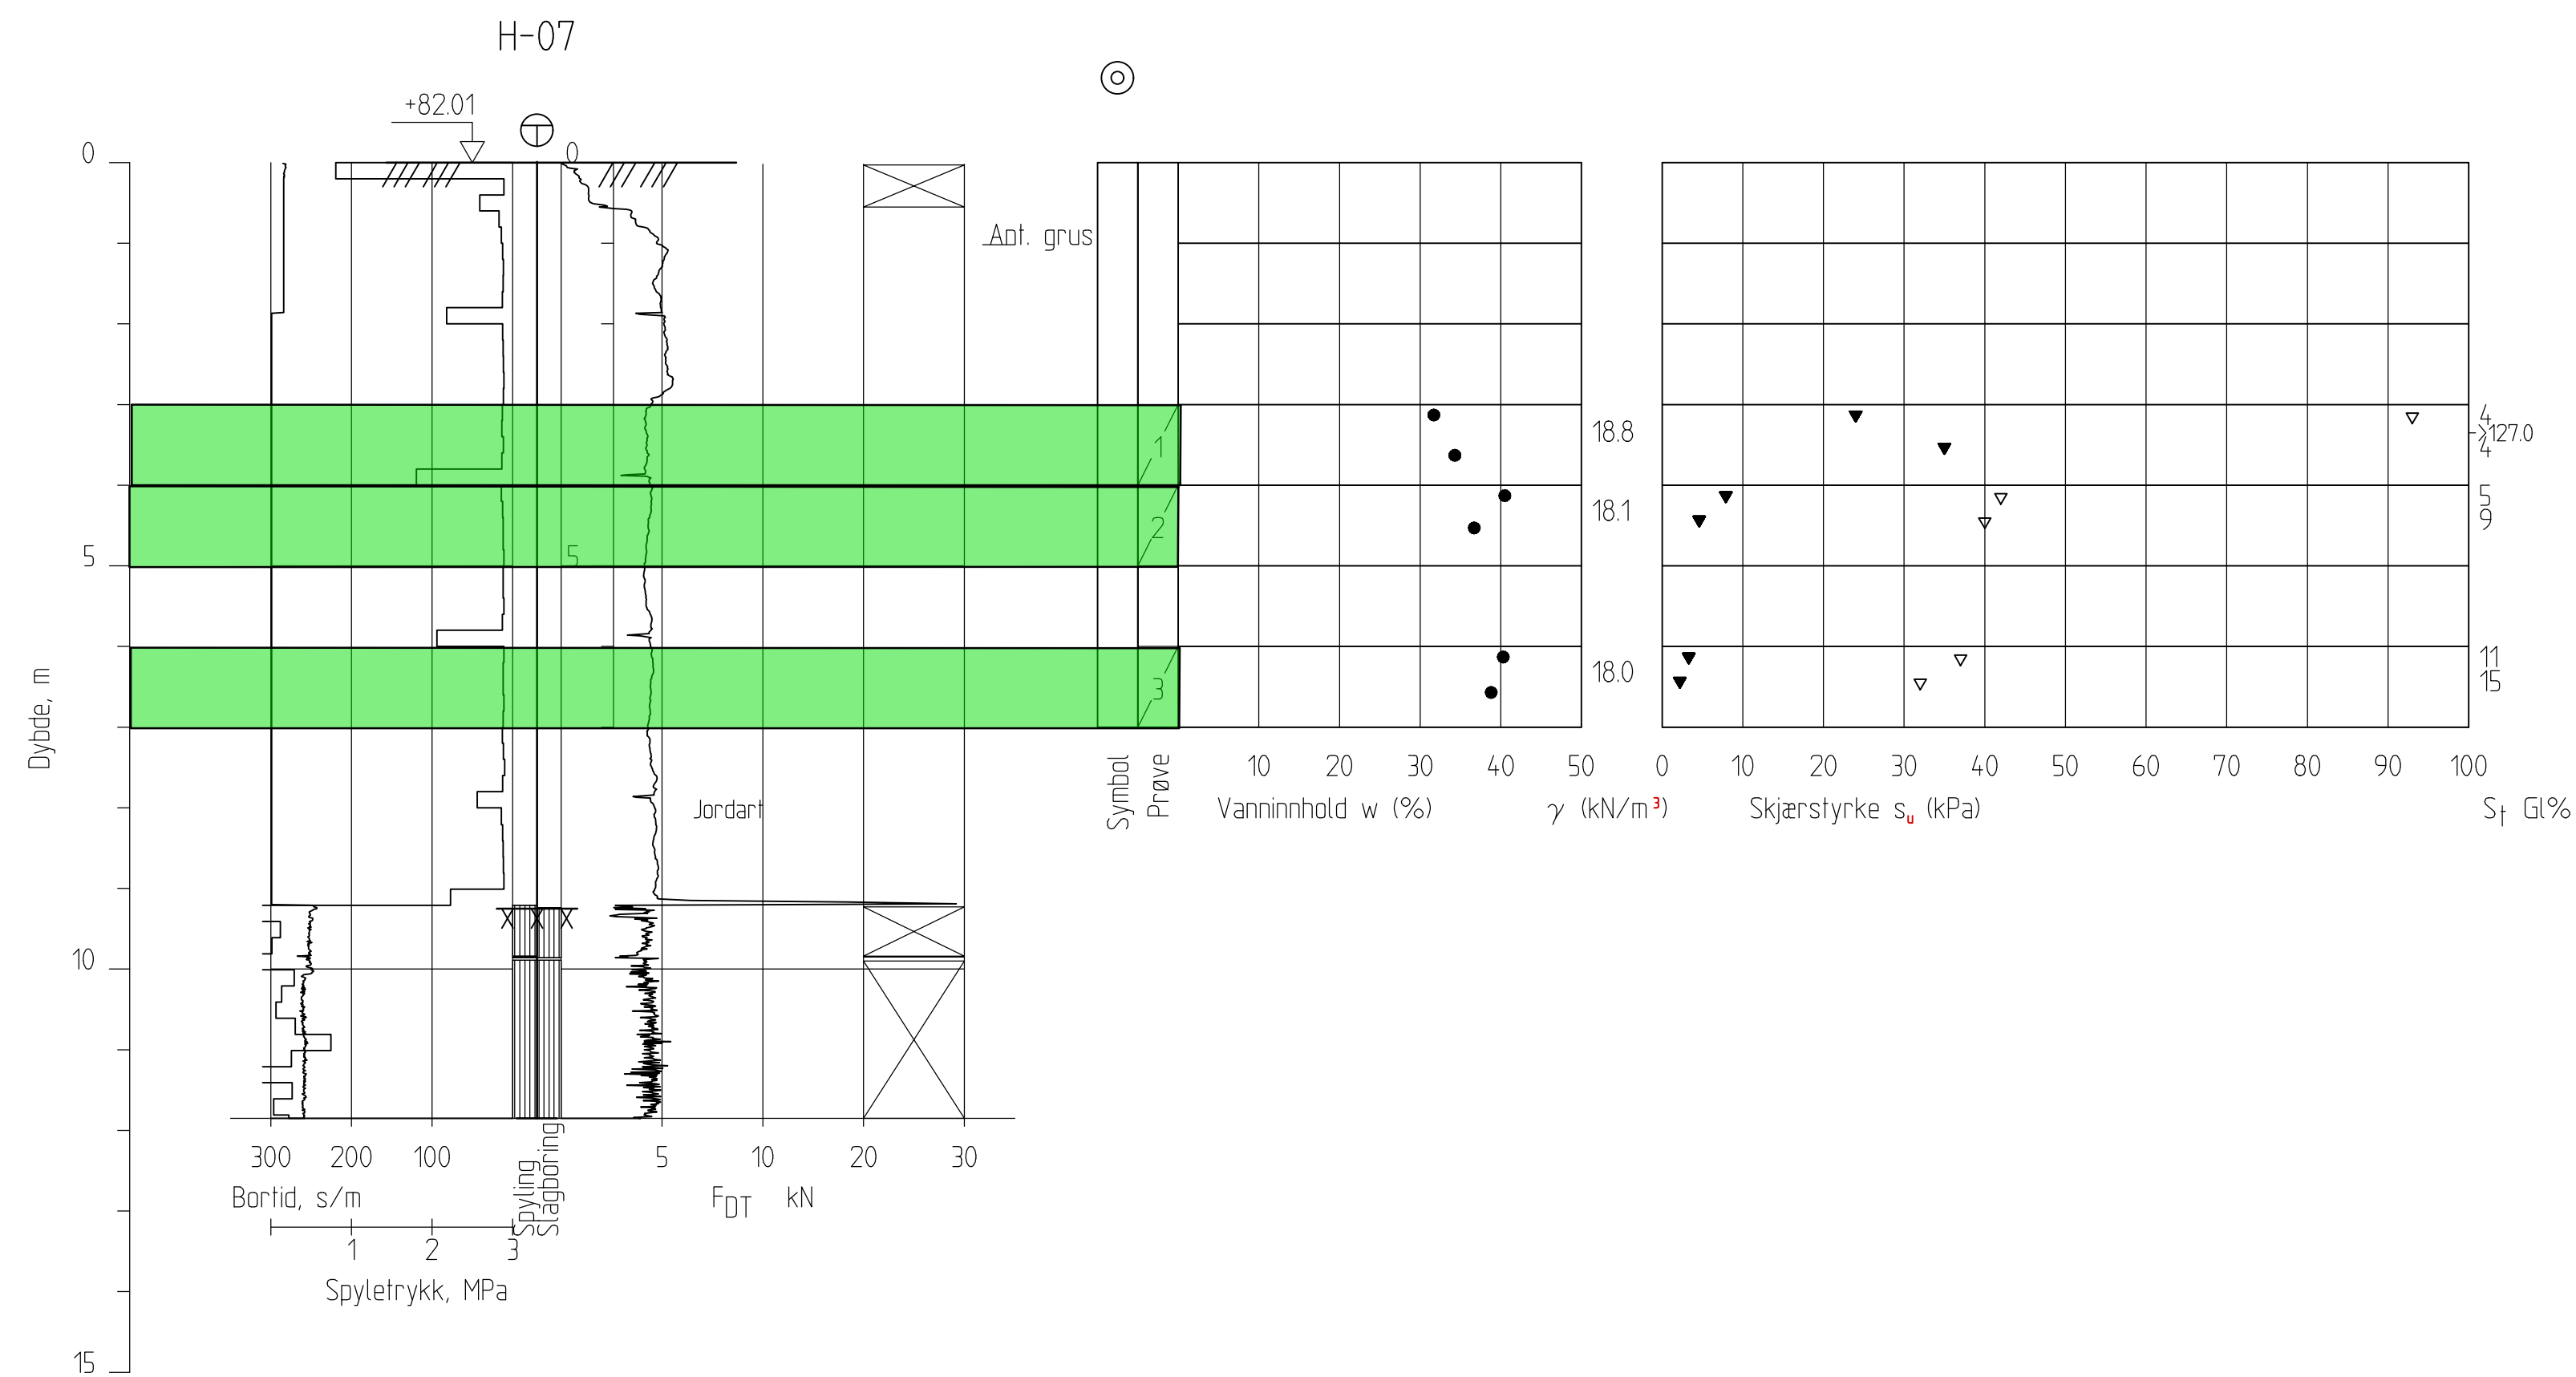 H-07
+82.01
0
0
Ant. grus
4
18.8
->127.0
1
4
5
18.1
2
9
5
5
11
18.0
3
15
Dybde, m
Symbol
Prøve
10 20 30 40 50
0 10 20 30 40 50 60 70 80 90 100
Jordart
Vanninnhold w (%)
γ (kN/m³)
Skjærstyrke su (kPa)
St Gl%
10
300 200 100
Spyling
Slagboring
5 10 20 30
Bortid, s/m
FDT kN
1 2 3
Spyletrykk, MPa
15